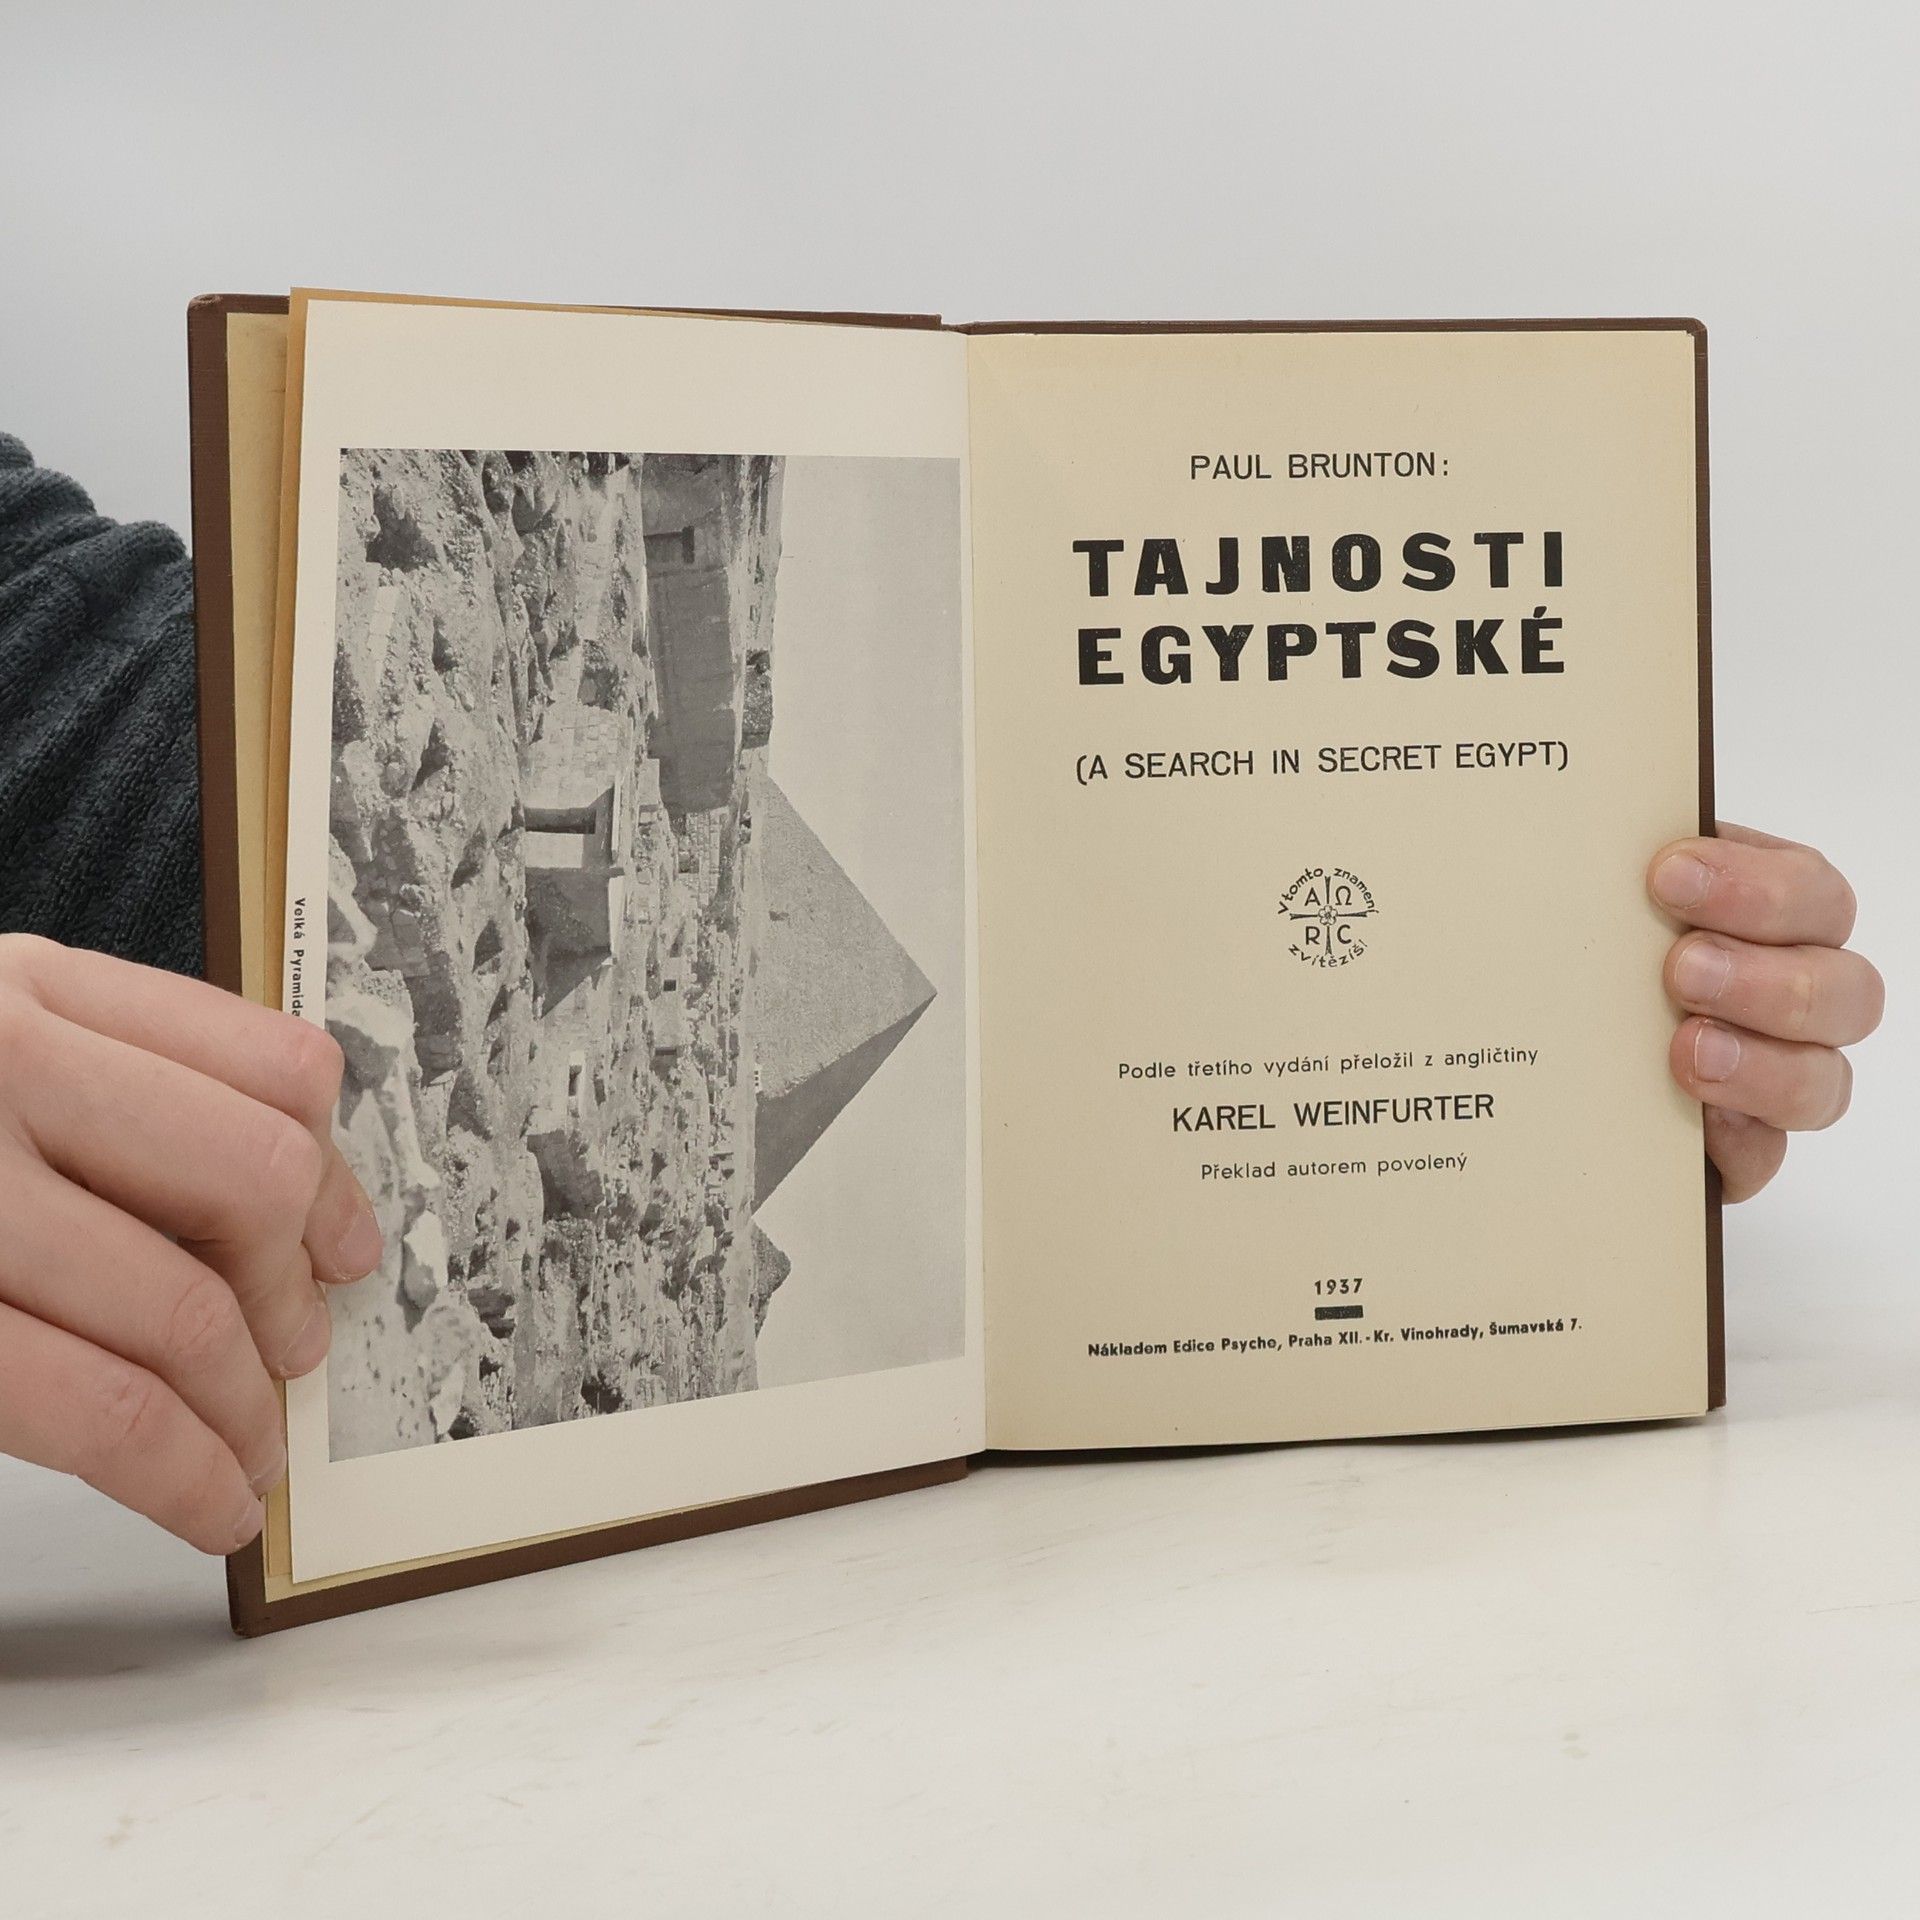 Velká Pyramida
PAUL BRUNTON:
TAJNOSTI
EGYPTSKÉ
(A SEARCH IN SECRET EGYPT)
V tomto znamení
A Ω
R C
zvítězíš!
Podle třetího vydání přeložil z angličtiny
KAREL WEINFURTER
Překlad autorem povolený
1937
Nákladem Edice Psyche, Praha XII.-Kr. Vinohrady, Šumavská 7.